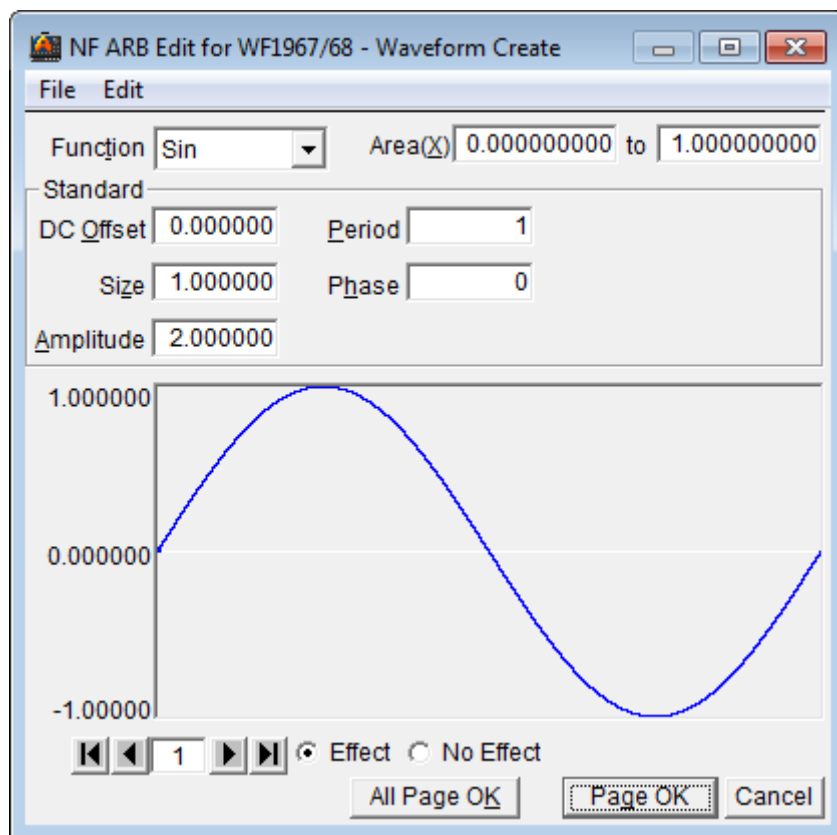 NF ARB Edit for WF1967/68 - Waveform Create
File Edit
Function Sin Area(X) 0.000000000 to 1.000000000
Standard
DC Offset 0.000000 Period 1
Size 1.000000 Phase 0
Amplitude 2.000000
1.000000
0.000000
-1.00000
1 Effect No Effect
All Page OK Page OK Cancel